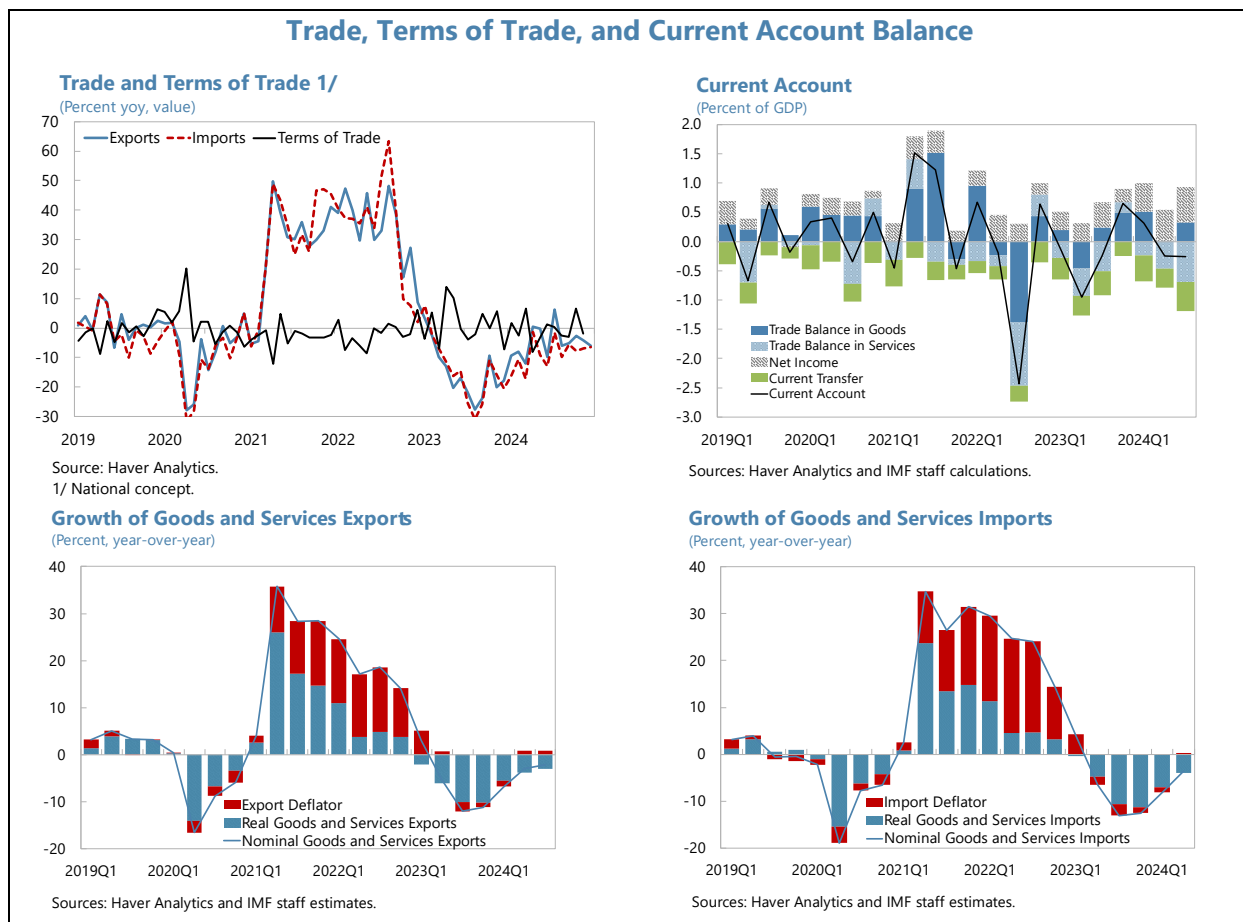 Trade, Terms of Trade, and Current Account Balance
Trade and Terms of Trade 1/
(Percent yoy, value)
70
60
50
40
30
20
10
0
-10
-20
-30
Exports
Imports
Terms of Trade
2019
2020
2021
2022
2023
2024
Source: Haver Analytics.
1/ National concept.
Current Account
(Percent of GDP)
2.0
1.5
1.0
0.5
0.0
-0.5
-1.0
-1.5
-2.0
-2.5
-3.0
Trade Balance in Goods
Trade Balance in Services
Net Income
Current Transfer
Current Account
2019Q1
2020Q1
2021Q1
2022Q1
2023Q1
2024Q1
Sources: Haver Analytics and IMF staff calculations.
Growth of Goods and Services Exports
(Percent, year-over-year)
40
30
20
10
0
-10
-20
Export Deflator
Real Goods and Services Exports
Nominal Goods and Services Exports
2019Q1
2020Q1
2021Q1
2022Q1
2023Q1
2024Q1
Sources: Haver Analytics and IMF staff estimates.
Growth of Goods and Services Imports
(Percent, year-over-year)
40
30
20
10
0
-10
-20
Import Deflator
Real Goods and Services Imports
Nominal Goods and Services Imports
2019Q1
2020Q1
2021Q1
2022Q1
2023Q1
2024Q1
Sources: Haver Analytics and IMF staff estimates.